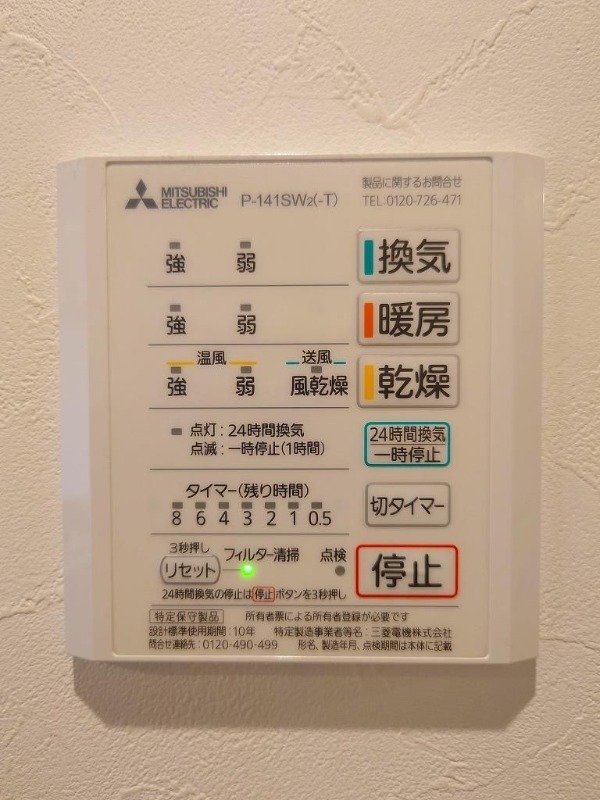 MITSUBISHI ELECTRIC P-141SW2(-T) 製品に関するお問合せ
TEL:0120-726-471
強 弱 換気
強 弱 暖房
温風 送風
強 弱 風乾燥 乾燥
点灯:24時間換気
点滅:一時停止(1時間)
24時間換気
一時停止
タイマー(残り時間)
8 6 4 3 2 1 0.5
切タイマー
3秒押し
リセット フィルター清掃 点検
停止
24時間換気の停止は停止ボタンを3秒押し
特定保守製品 所有者票による所有者登録が必要です
設計標準使用期間:10年 特定製造事業者等名:三菱電機株式会社
問合せ連絡先:0120-490-499 形名、製造年月、点検期間は本体に記載